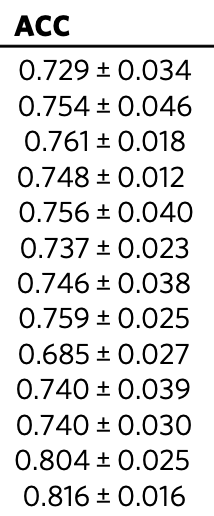 ACC
0.729 ± 0.034
0.754 ± 0.046
0.761 ± 0.018
0.748 ± 0.012
0.756 ± 0.040
0.737 ± 0.023
0.746 ± 0.038
0.759 ± 0.025
0.685 ± 0.027
0.740 ± 0.039
0.740 ± 0.030
0.804 ± 0.025
0.816 ± 0.016